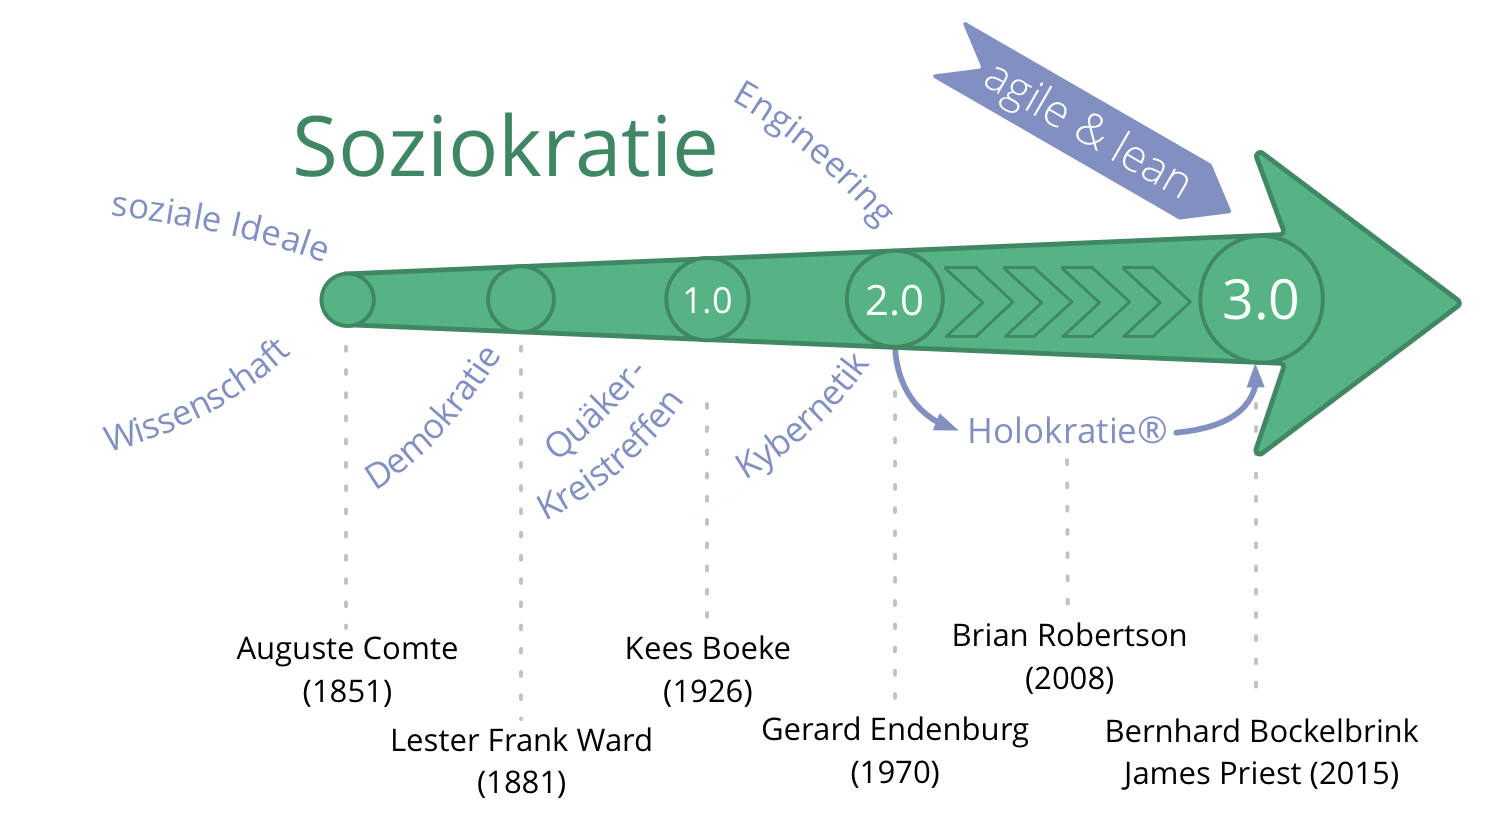 Soziokratie
Engineering
agile & lean
soziale Ideale
1.0
2.0
3.0
Wissenschaft
Demokratie
Quäker-
Kreistreffen
Kybernetik
Holokratie®
Auguste Comte
(1851)
Lester Frank Ward
(1881)
Kees Boeke
(1926)
Gerard Endenburg
(1970)
Brian Robertson
(2008)
Bernhard Bockelbrink
James Priest (2015)